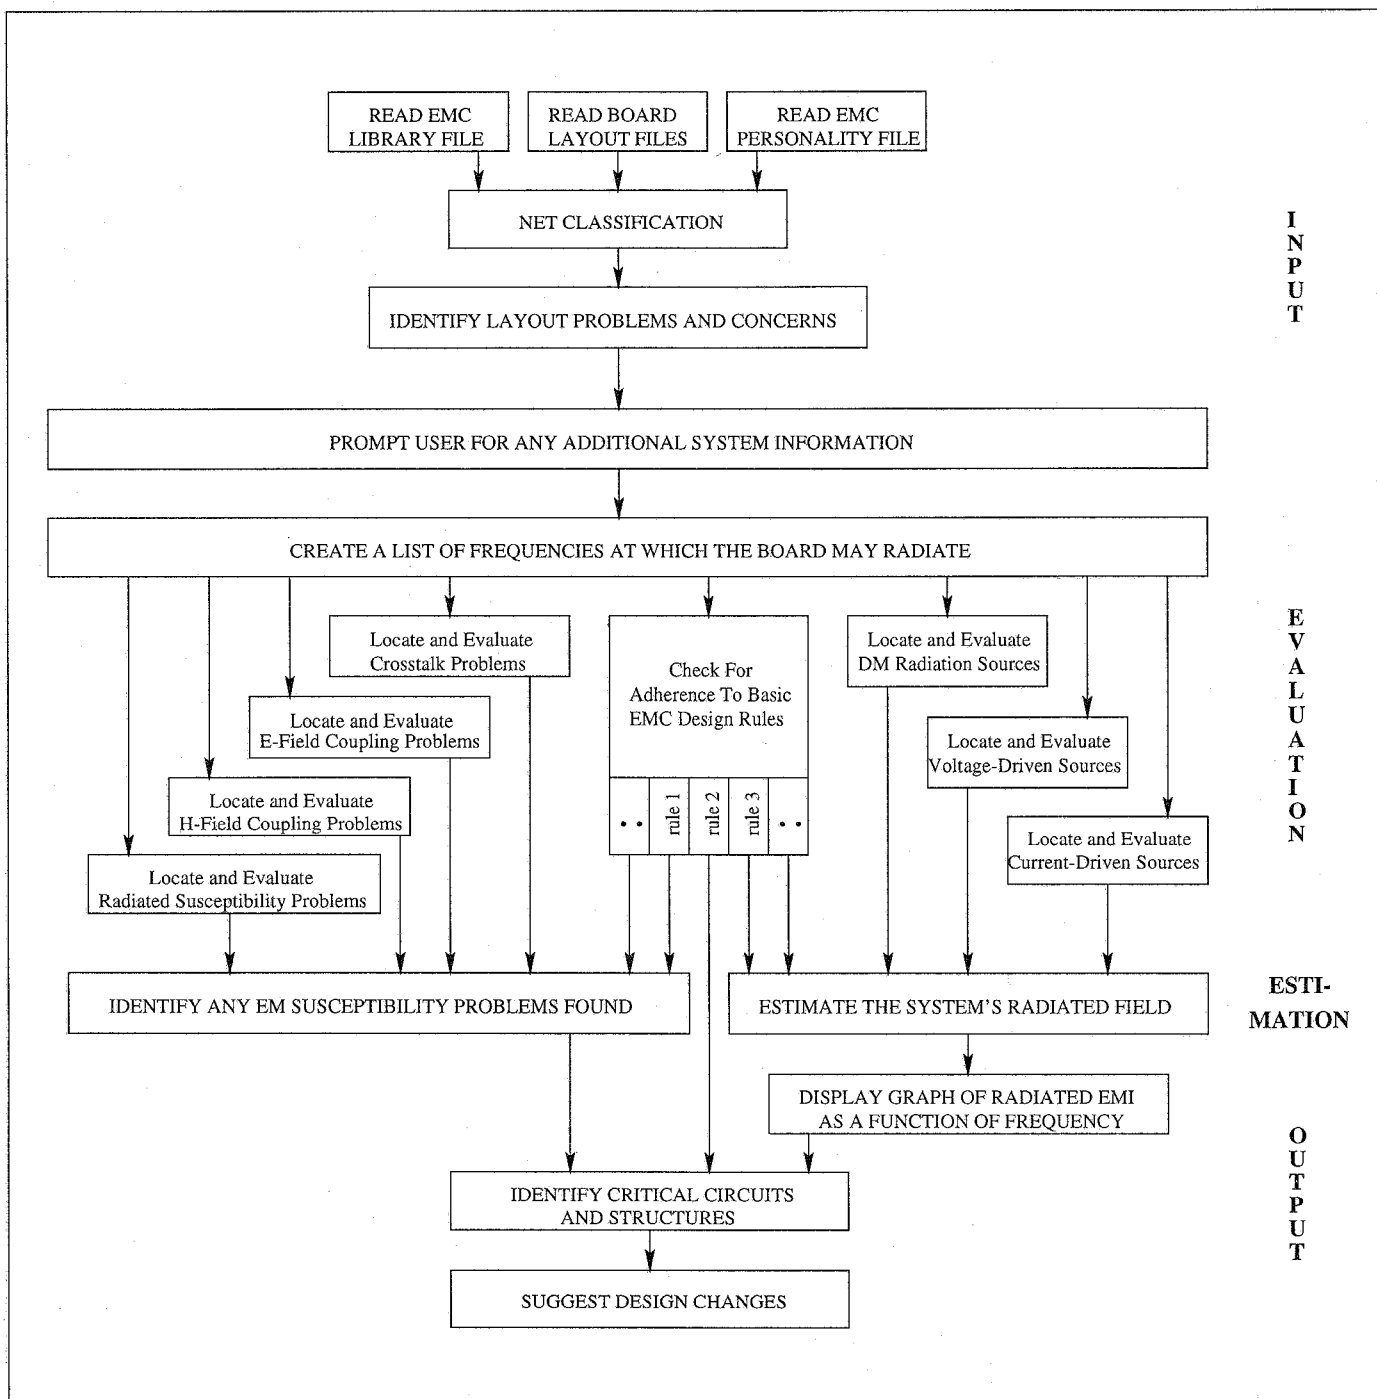 READ EMC
LIBRARY FILE
READ BOARD
LAYOUT FILES
READ EMC
PERSONALITY FILE
NET CLASSIFICATION
IDENTIFY LAYOUT PROBLEMS AND CONCERNS
INPUT
PROMPT USER FOR ANY ADDITIONAL SYSTEM INFORMATION
CREATE A LIST OF FREQUENCIES AT WHICH THE BOARD MAY RADIATE
Locate and Evaluate
Crosstalk Problems
Locate and Evaluate
E-Field Coupling Problems
Locate and Evaluate
H-Field Coupling Problems
Locate and Evaluate
Radiated Susceptibility Problems
Check For
Adherence To Basic
EMC Design Rules
. .
rule 1
rule 2
rule 3
. .
Locate and Evaluate
DM Radiation Sources
Locate and Evaluate
Voltage-Driven Sources
Locate and Evaluate
Current-Driven Sources
EVALUATION
IDENTIFY ANY EM SUSCEPTIBILITY PROBLEMS FOUND
ESTIMATE THE SYSTEM'S RADIATED FIELD
ESTI-
MATION
DISPLAY GRAPH OF RADIATED EMI
AS A FUNCTION OF FREQUENCY
IDENTIFY CRITICAL CIRCUITS
AND STRUCTURES
SUGGEST DESIGN CHANGES
OUTPUT